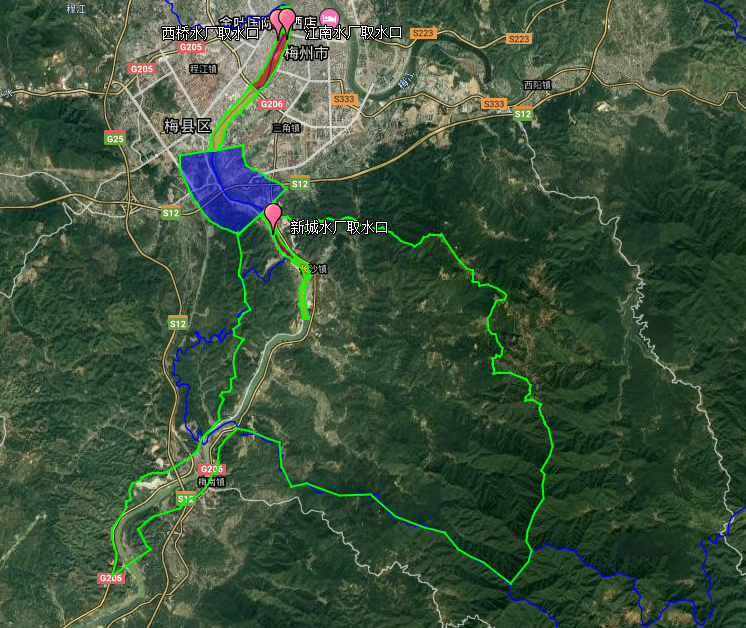 程江
西桥水厂取水口
江南水厂取水口
S223
S223
G205
梅州市
G205
程江镇
梅江
西阳镇
S333
S333
G206
S12
梅县区
三角镇
G25
S12
S12
新城水厂取水口
沙镇
S12
G206
梅南镇
S12
G206